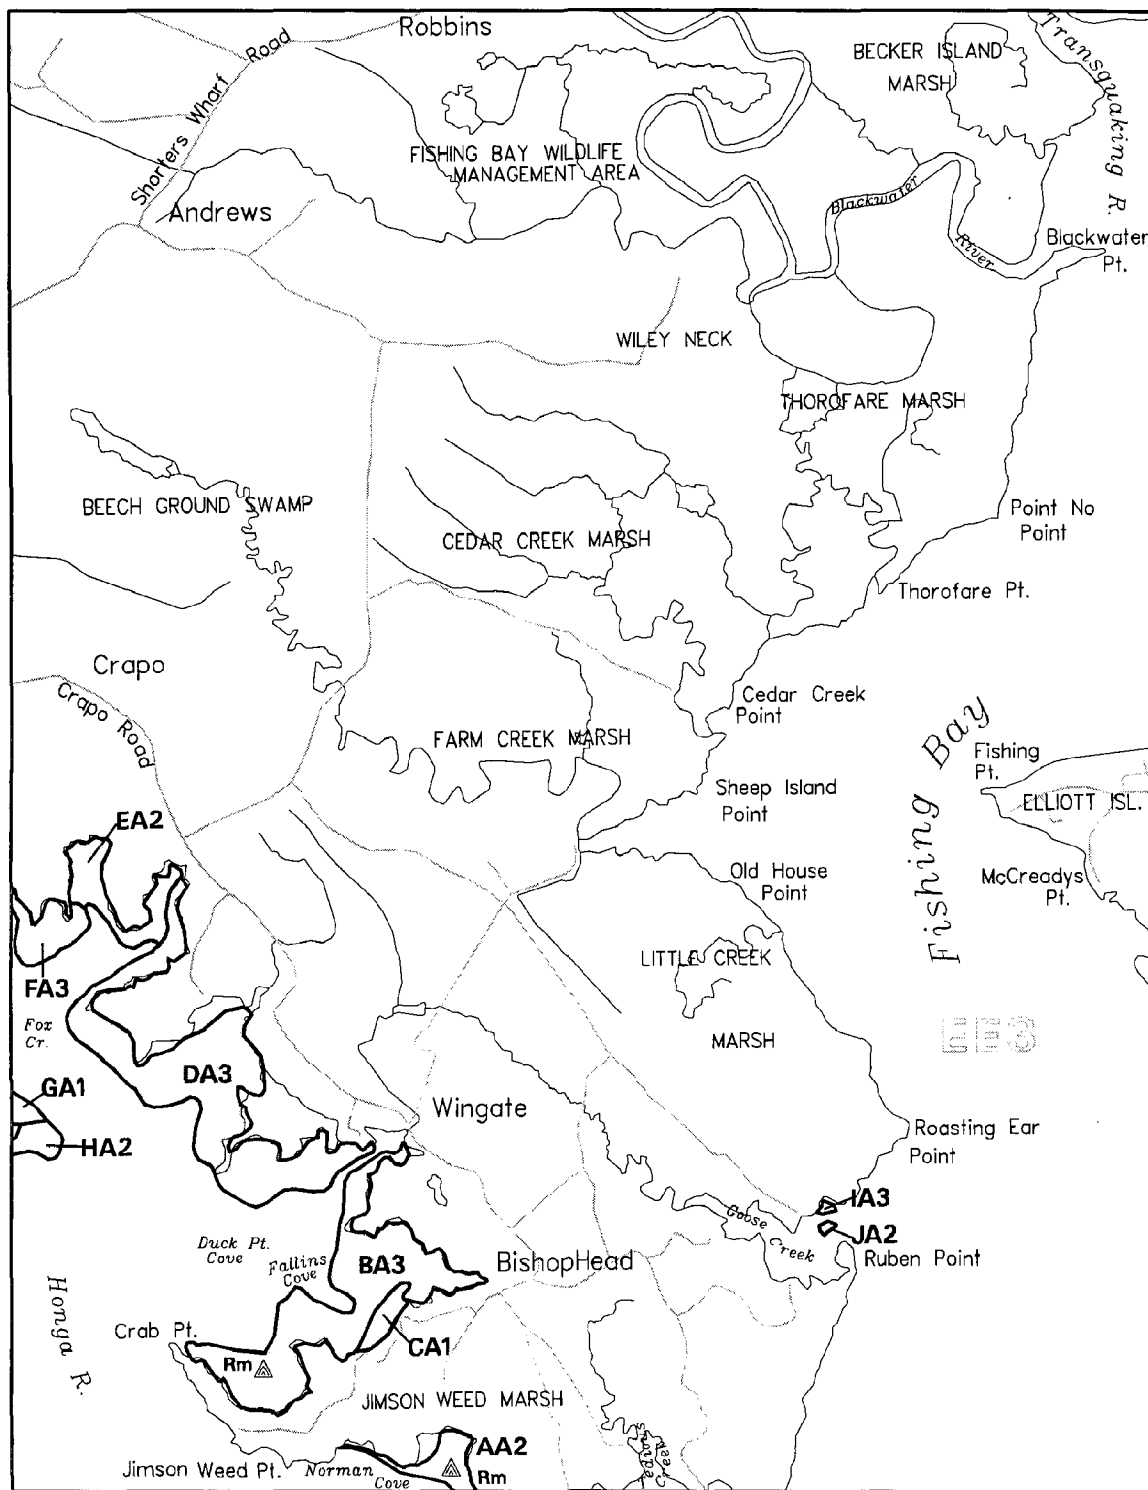 Robbins
BECKER ISLAND
MARSH
Transquaking R.
Shorters Wharf Road
FISHING BAY WILDLIFE
MANAGEMENT AREA
Andrews
Blackwater
River
Blackwater
Pt.
WILEY NECK
THOROFARE MARSH
BEECH GROUND SWAMP
Point No
Point
CEDAR CREEK MARSH
Thorofare Pt.
Crapo
Crapo Road
Cedar Creek
Point
FARM CREEK MARSH
Fishing Bay
Fishing
Pt.
Sheep Island
Point
ELLIOTT ISL.
EA2
Old House
Point
McCreadys
Pt.
LITTLE CREEK
MARSH
FA3
Fox
Cr.
EE3
DA3
GA1
HA2
Wingate
Roasting Ear
Point
IA3
JA2
Goose Creek
Ruben Point
Duck Pt.
Cove
Fallins
Cove
BA3
BishopHead
Honga R.
Crab Pt.
CA1
Rm
JIMSON WEED MARSH
AA2
Jimson Weed Pt.
Norman
Cove
Rm